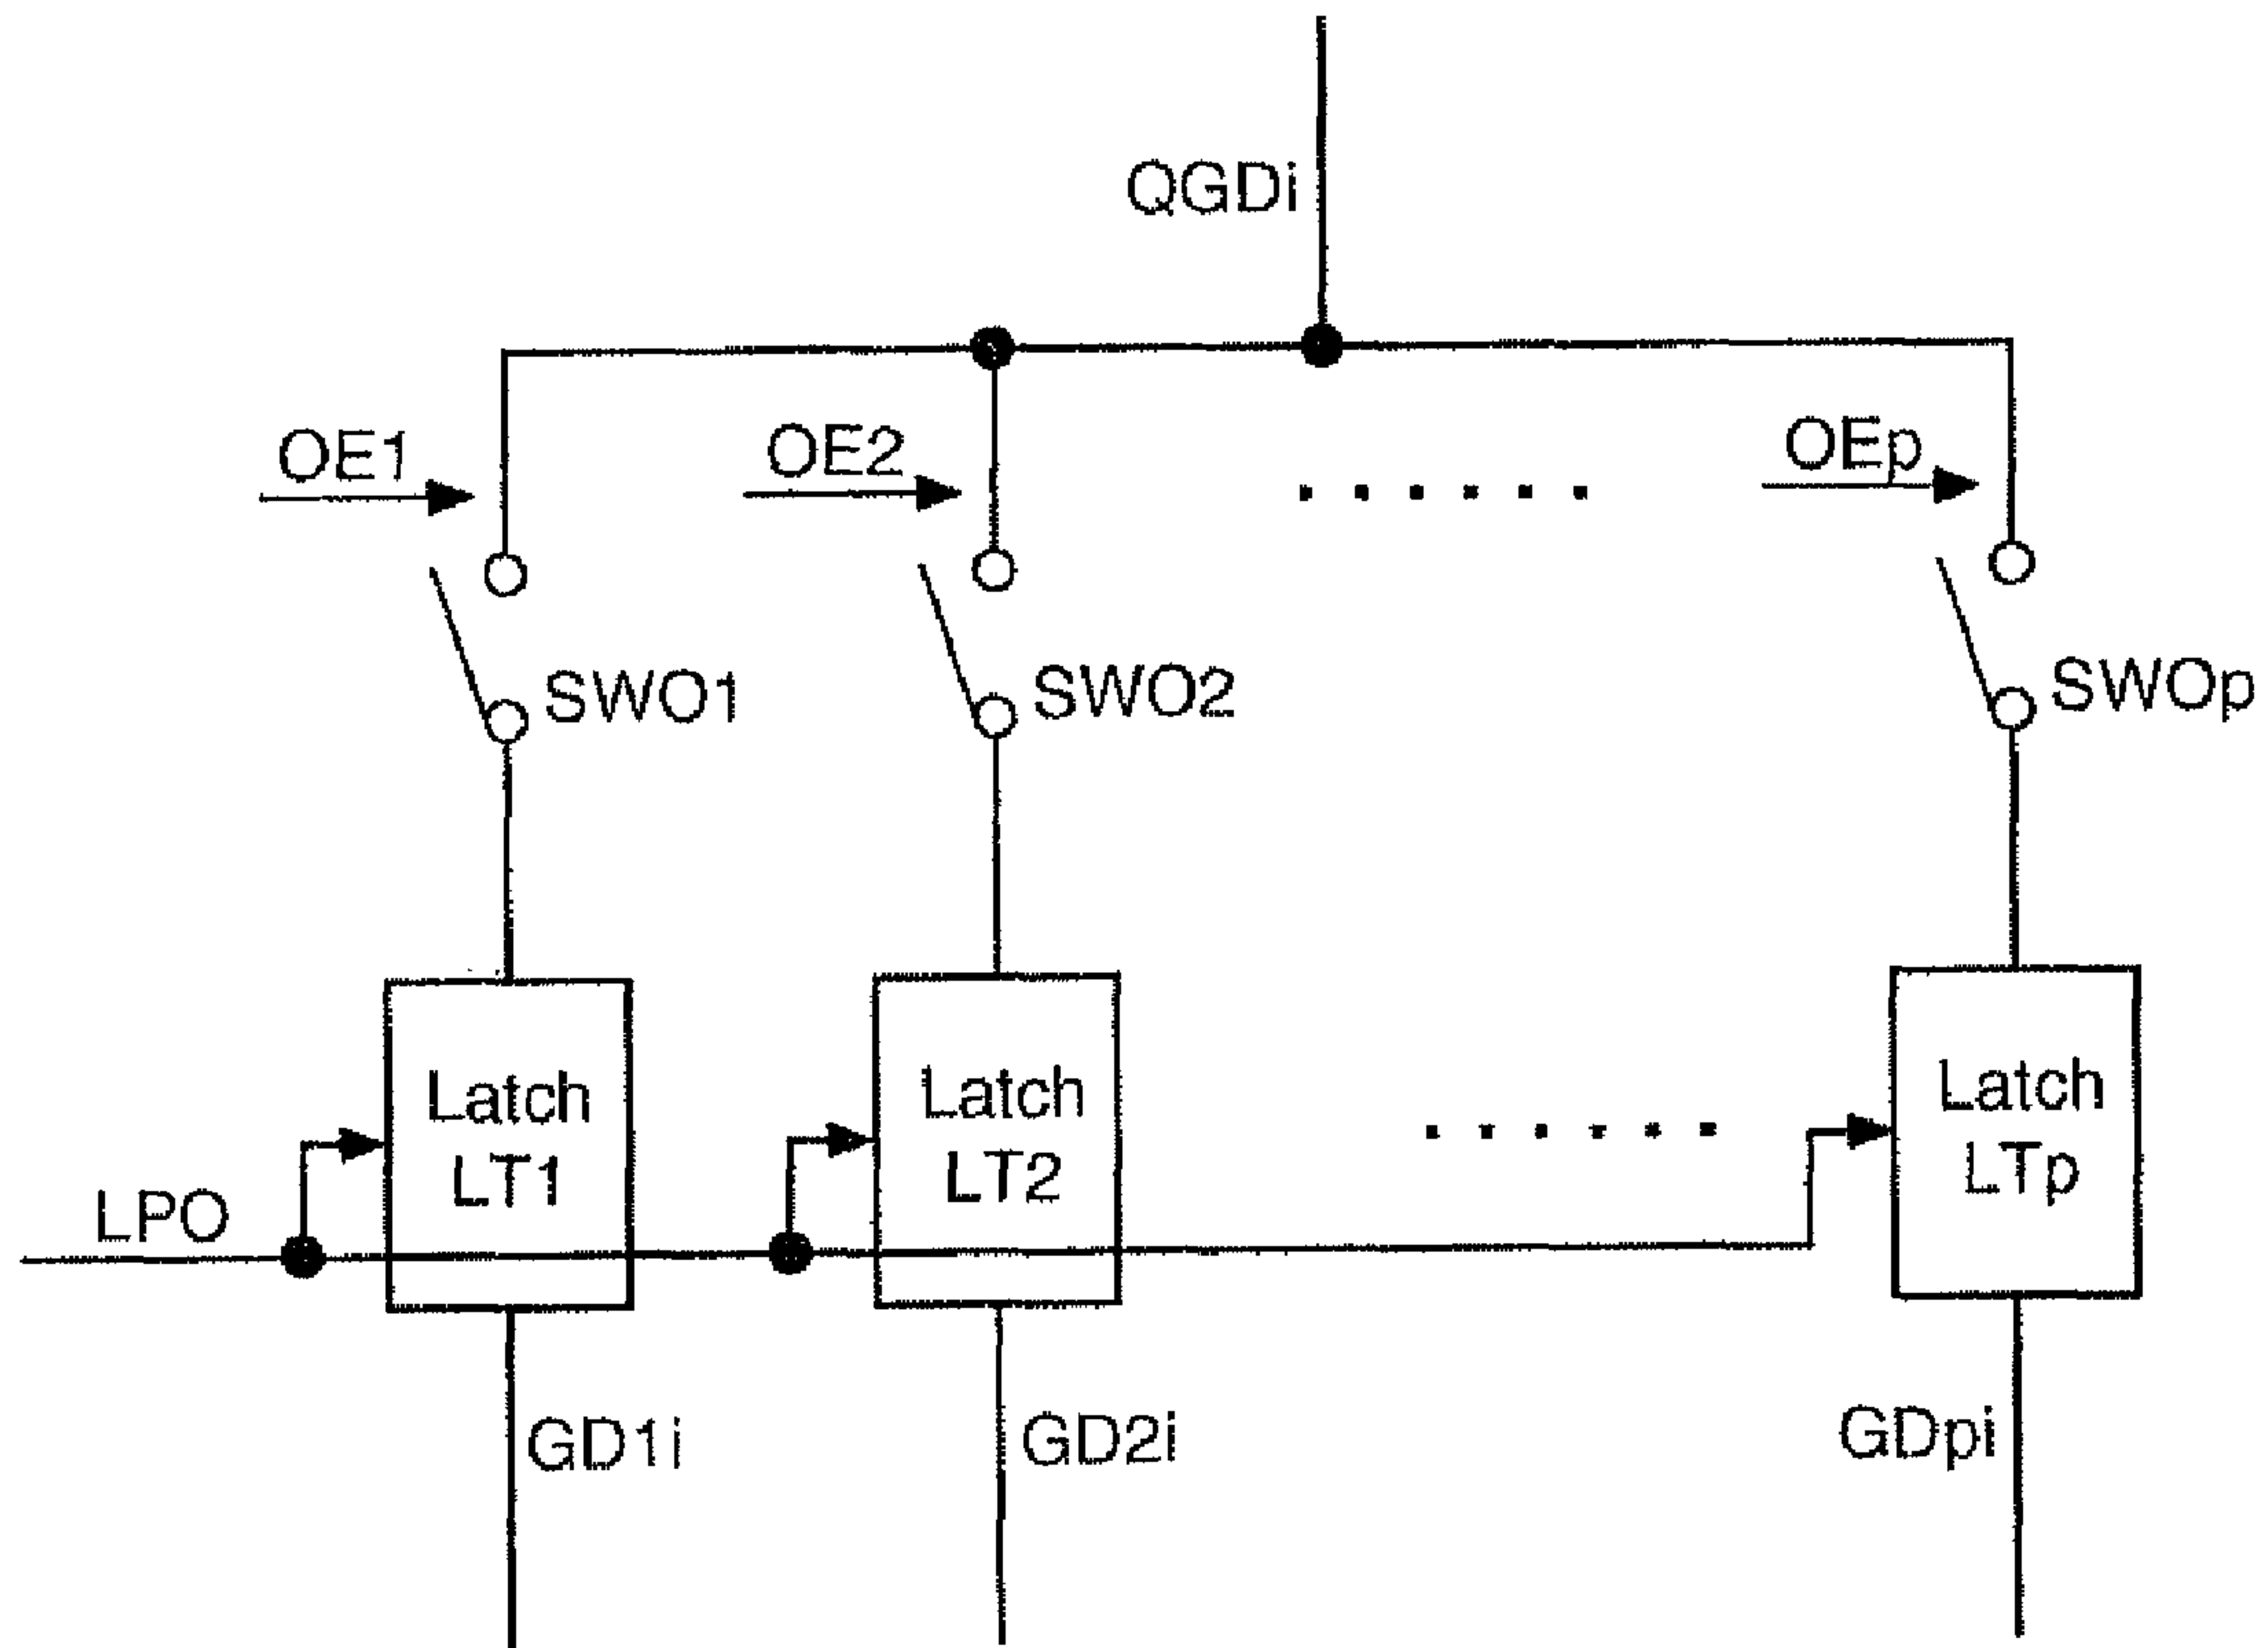 QGDi
OE1
OE2
OEp
SWO1
SWO2
SWOp
Latch
LT1
Latch
LT2
Latch
LTp
LPO
GD1i
GD2i
GDpi